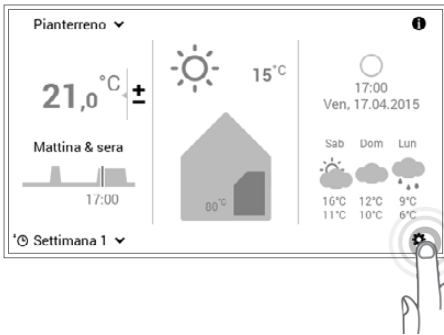 Pianterreno
21,0 °C ±
Mattina & sera
17:00
Settimana 1
15°C
80°C
17:00
Ven, 17.04.2015
Sab Dom Lun
16°C 12°C 9°C
11°C 10°C 6°C